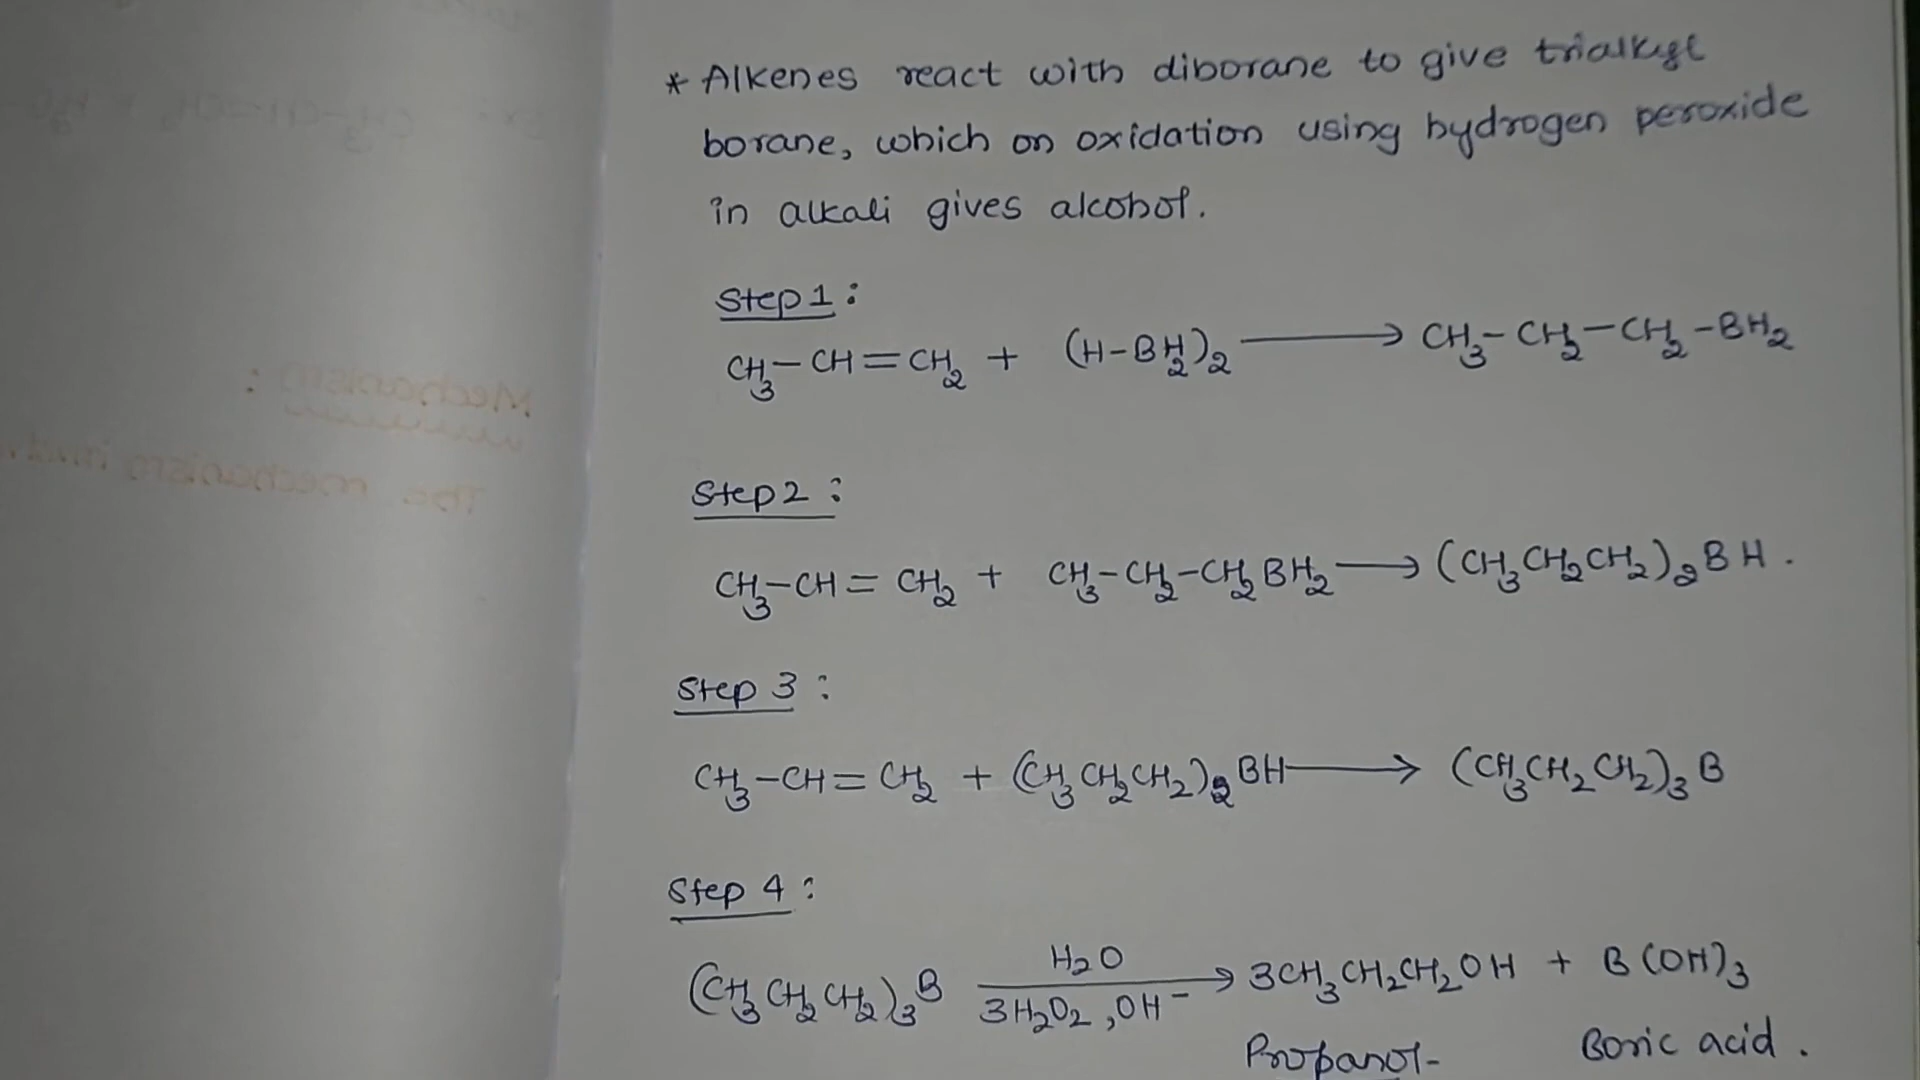 * Alkenes react with diborane to give trialkyl
borane, which on oxidation using hydrogen peroxide
in alkali gives alcohol.
Step 1 :
CH₃-CH=CH₂ + (H-BH₂)₂ ⟶ CH₃-CH₂-CH₂-BH₂
Step 2 :
CH₃-CH=CH₂ + CH₃-CH₂-CH₂BH₂ ⟶ (CH₃CH₂CH₂)₂BH.
Step 3 :
CH₃-CH=CH₂ + (CH₃CH₂CH₂)₂BH ⟶ (CH₃CH₂CH₂)₃B
Step 4 :
H₂O
(CH₃CH₂CH₂)₃B ⟶ 3CH₃CH₂CH₂OH + B(OH)₃
3H₂O₂, OH⁻
Propanol- Boric acid.
Mechanism :
The mechanism